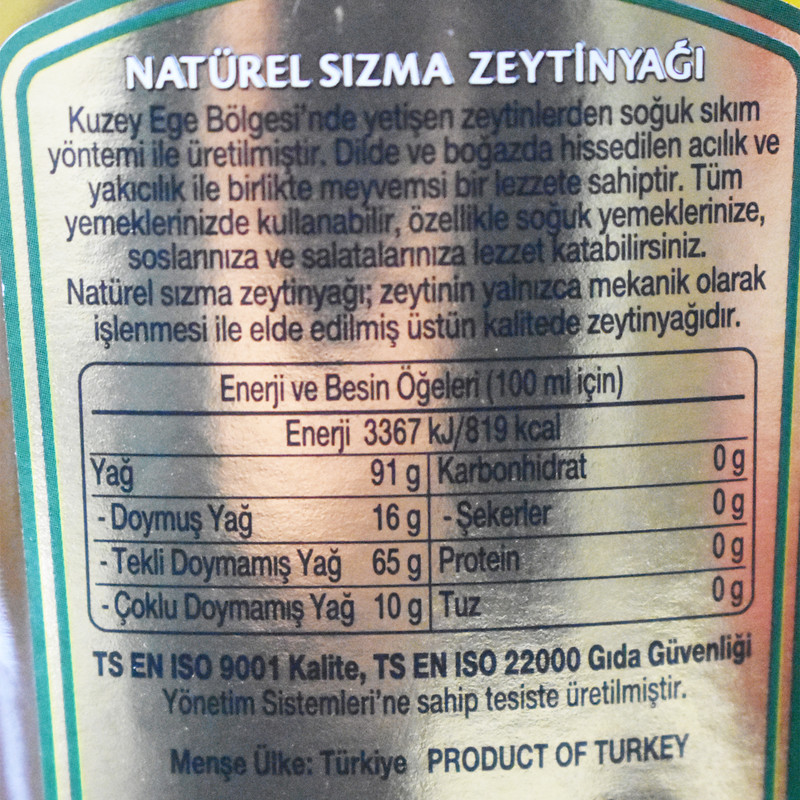 NATÜREL SIZMA ZEYTİNYAĞI
Kuzey Ege Bölgesi'nde yetişen zeytinlerden soğuk sıkım
yöntemi ile üretilmiştir. Dilde ve boğazda hissedilen acılık ve
yakıcılık ile birlikte meyvemsi bir lezzete sahiptir. Tüm
yemeklerinizde kullanabilir, özellikle soğuk yemeklerinize,
soslarınıza ve salatalarınıza lezzet katabilirsiniz.
Natürel sızma zeytinyağı; zeytinin yalnızca mekanik olarak
işlenmesi ile elde edilmiş üstün kalitede zeytinyağıdır.
Enerji ve Besin Öğeleri (100 ml için)
Enerji 3367 kJ/819 kcal
Yağ 91 g Karbonhidrat 0 g
- Doymuş Yağ 16 g - Şekerler 0 g
- Tekli Doymamış Yağ 65 g Protein 0 g
- Çoklu Doymamış Yağ 10 g Tuz 0 g
TS EN ISO 9001 Kalite, TS EN ISO 22000 Gıda Güvenliği
Yönetim Sistemleri'ne sahip tesiste üretilmiştir.
Menşe Ülke: Türkiye PRODUCT OF TURKEY